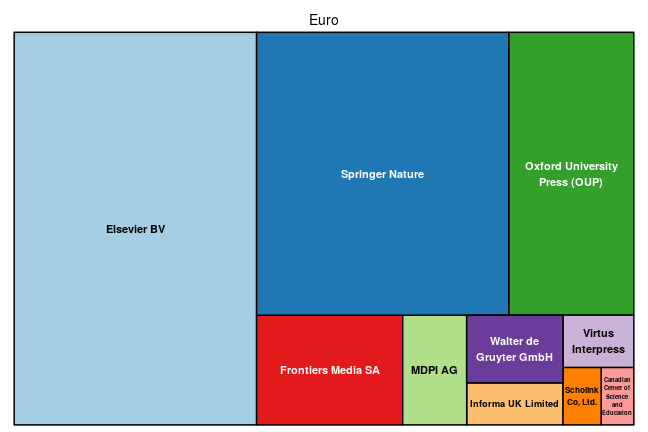 Euro
Elsevier BV
Springer Nature
Oxford University
Press (OUP)
Frontiers Media SA
MDPI AG
Walter de
Gruyter GmbH
Informa UK Limited
Virtus
Interpress
Scholink
Co, Ltd.
Canadian
Center of
Science
and
Education